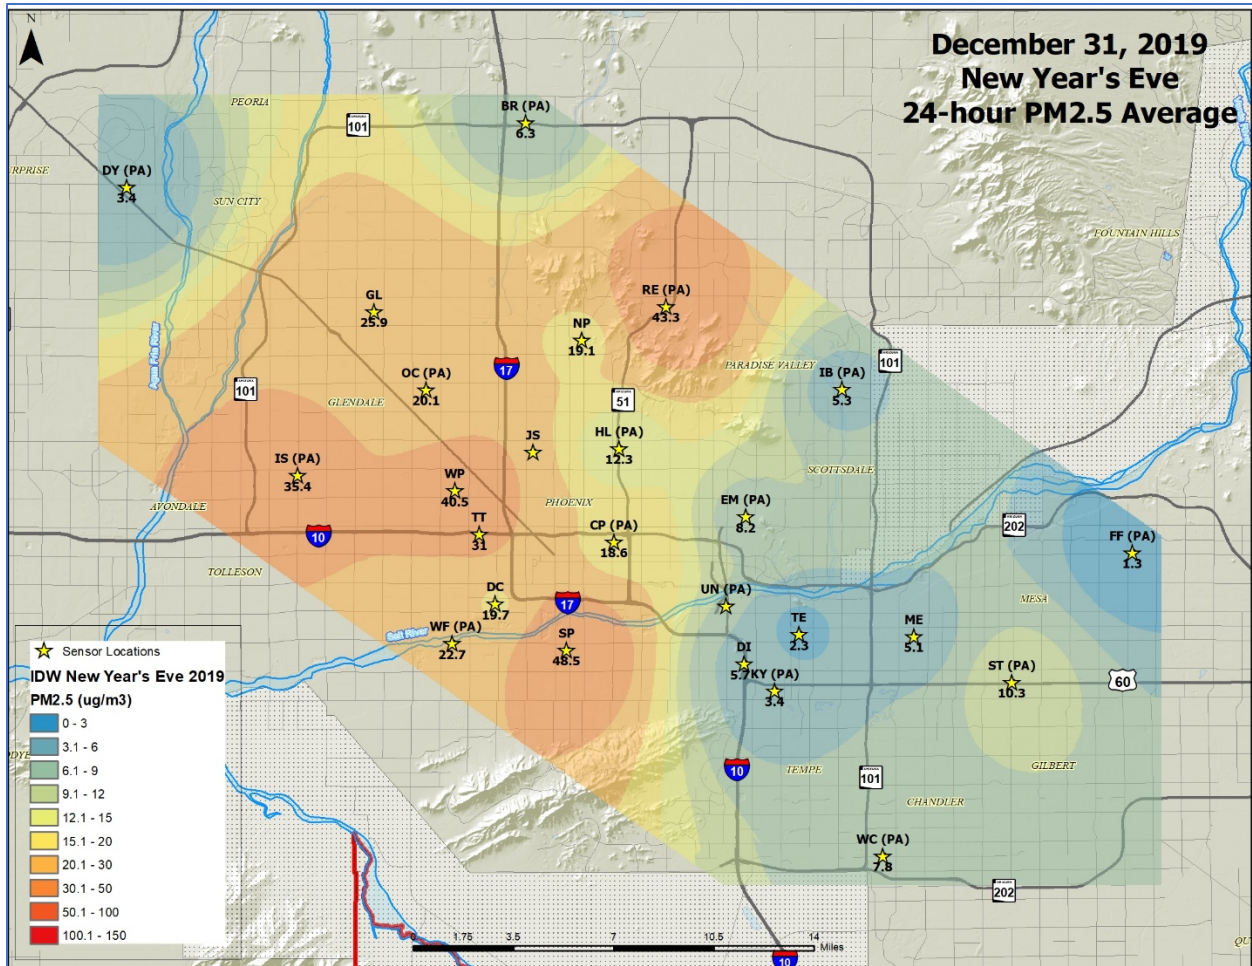 N
December 31, 2019
New Year's Eve
24-hour PM2.5 Average
PEORIA
101
BR (PA)
6.3
URPRISE
DY (PA)
3.4
SUN CITY
FOUNTAIN HILLS
GL
25.9
RE (PA)
43.3
NP
19.1
Agua Fria River
17
PARADISE VALLEY
101
IB (PA)
5.3
OC (PA)
20.1
101
GLENDALE
51
JS
HL (PA)
12.3
IS (PA)
35.4
WP
40.5
SCOTTSDALE
AVONDALE
PHOENIX
EM (PA)
8.2
TT
31
CP (PA)
18.6
202
FF (PA)
1.3
10
TOLLESON
DC
19.7
17
UN (PA)
MESA
WF (PA)
22.7
Salt River
SP
48.5
TE
2.3
ME
5.1
DI
5.7
KY (PA)
3.4
ST (PA)
10.3
60
10
TEMPE
101
GILBERT
CHANDLER
WC (PA)
7.8
202
Sensor Locations
IDW New Year's Eve 2019
PM2.5 (ug/m3)
0 - 3
3.1 - 6
6.1 - 9
9.1 - 12
12.1 - 15
15.1 - 20
20.1 - 30
30.1 - 50
50.1 - 100
100.1 - 150
0 1.75 3.5 7 10.5 14
Miles
10
QU